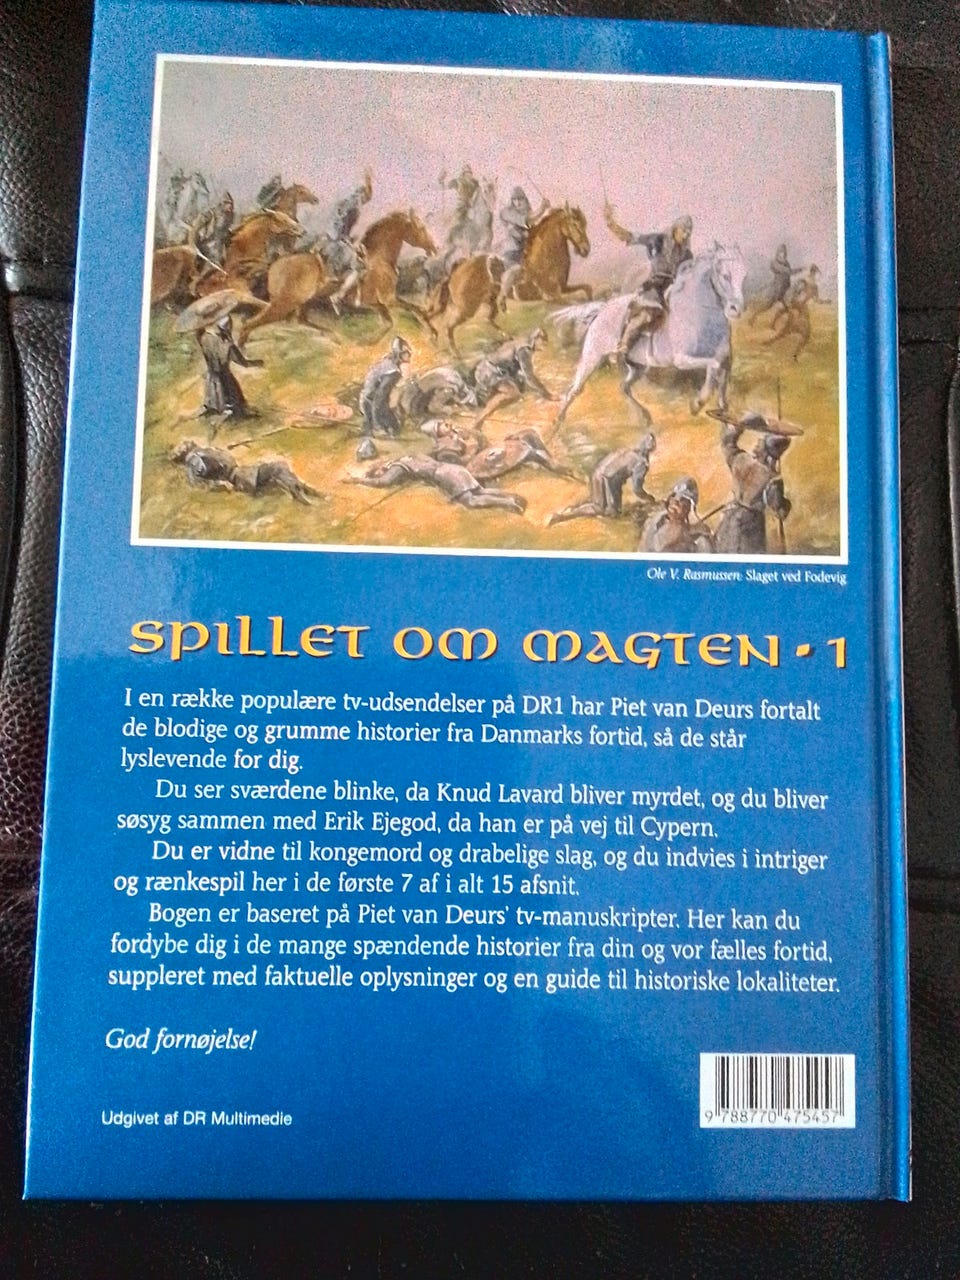 Ole V. Rasmussen: Slaget ved Fodevig
SPILLET OM MAGTEN · 1
I en række populære tv-udsendelser på DR1 har Piet van Deurs fortalt
de blodige og grumme historier fra Danmarks fortid, så de står
lyslevende for dig.
Du ser sværdene blinke, da Knud Lavard bliver myrdet, og du bliver
søsyg sammen med Erik Ejegod, da han er på vej til Cypern.
Du er vidne til kongemord og drabelige slag, og du indvies i intriger
og rænkespil her i de første 7 af i alt 15 afsnit.
Bogen er baseret på Piet van Deurs' tv-manuskripter. Her kan du
fordybe dig i de mange spændende historier fra din og vor fælles fortid,
suppleret med faktuelle oplysninger og en guide til historiske lokaliteter.
God fornøjelse!
Udgivet af DR Multimedie
9 788770 475457